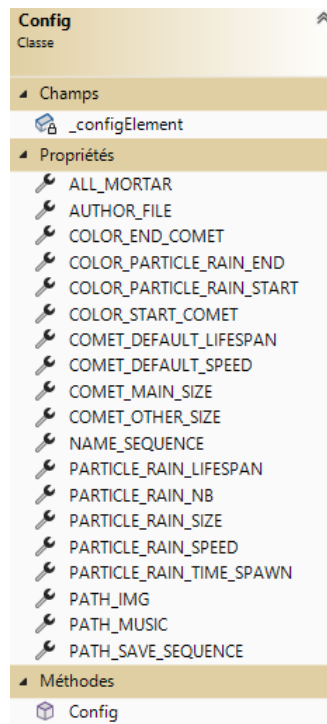 Config
Classe
Champs
_configElement
Propriétés
ALL_MORTAR
AUTHOR_FILE
COLOR_END_COMET
COLOR_PARTICLE_RAIN_END
COLOR_PARTICLE_RAIN_START
COLOR_START_COMET
COMET_DEFAULT_LIFESPAN
COMET_DEFAULT_SPEED
COMET_MAIN_SIZE
COMET_OTHER_SIZE
NAME_SEQUENCE
PARTICLE_RAIN_LIFESPAN
PARTICLE_RAIN_NB
PARTICLE_RAIN_SIZE
PARTICLE_RAIN_SPEED
PARTICLE_RAIN_TIME_SPAWN
PATH_IMG
PATH_MUSIC
PATH_SAVE_SEQUENCE
Méthodes
Config